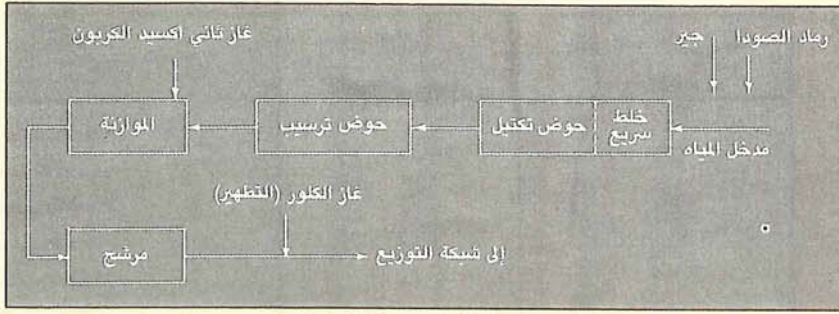 رماد الصودا
جير
غاز ثاني اكسيد الكربون
مدخل المياه
خلط
سريع
حوض تكتيل
حوض ترسيب
الموازنة
غاز الكلور (التطهير)
مرشح
إلى شبكة التوزيع